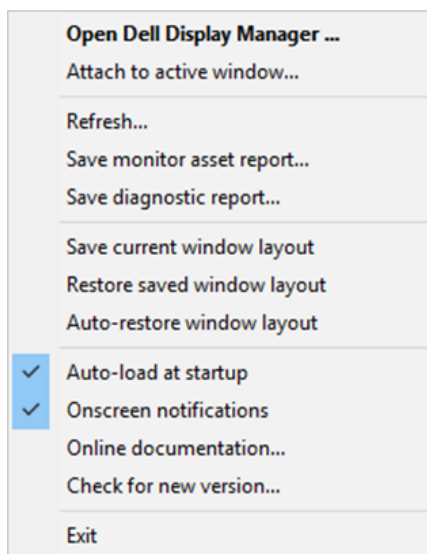 Open Dell Display Manager ...
Attach to active window...
Refresh...
Save monitor asset report...
Save diagnostic report...
Save current window layout
Restore saved window layout
Auto-restore window layout
Auto-load at startup
Onscreen notifications
Online documentation...
Check for new version...
Exit